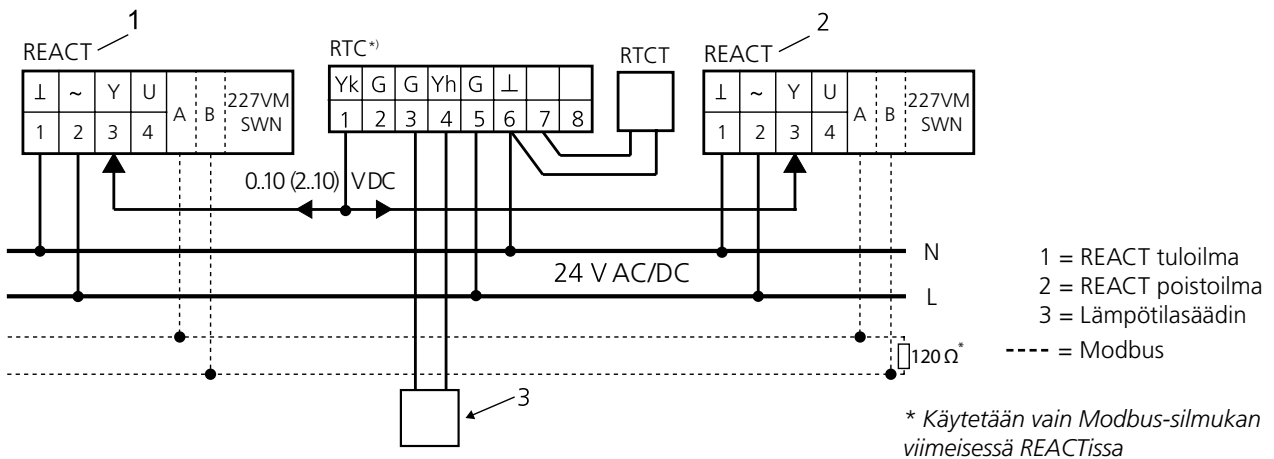 1
REACT
⊥ ~ Y U A B 227VM SWN
1 2 3 4
RTC*)
Yk G G Yh G ⊥
1 2 3 4 5 6 7 8
RTCT
2
REACT
⊥ ~ Y U A B 227VM SWN
1 2 3 4
0..10 (2..10) VDC
N
24 V AC/DC
L
120 Ω*
3
1 = REACT tuloilma
2 = REACT poistoilma
3 = Lämpötilasäädin
---- = Modbus
* Käytetään vain Modbus-silmukan
viimeisessä REACTissa